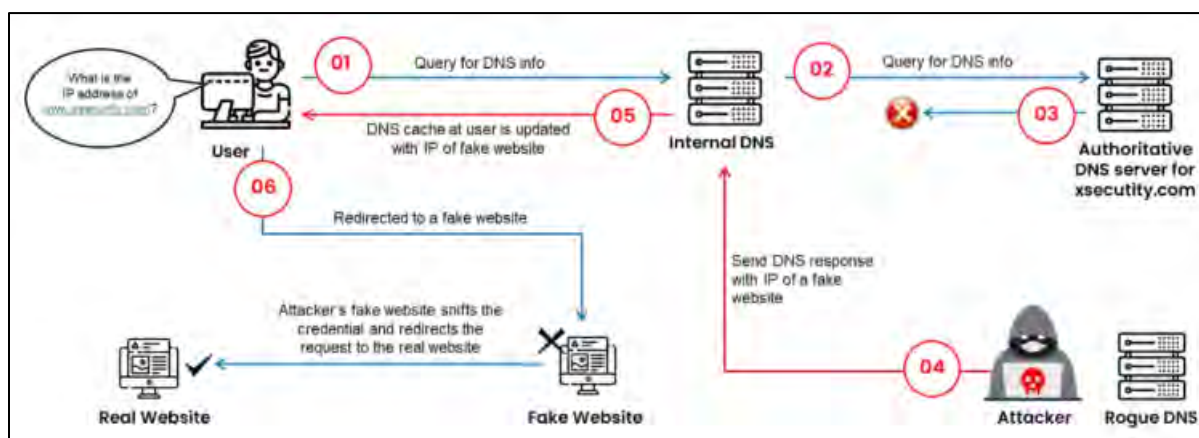 What is the
IP address of
?
User
01
Query for DNS info
05
DNS cache at user is updated
with IP of fake website
Internal DNS
02
Query for DNS info
03
Authoritative
DNS server for
xsecutity.com
06
Redirected to a fake website
Send DNS response
with IP of a fake
website
04
Attacker's fake website sniffs the
credential and redirects the
request to the real website
Real Website
Fake Website
Attacker
Rogue DNS